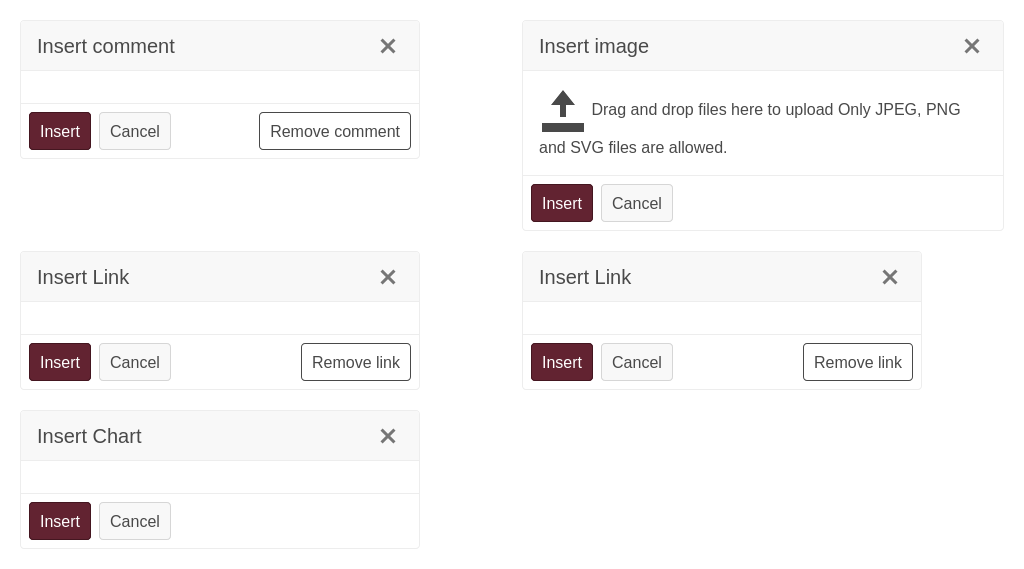 Insert comment
Insert Cancel Remove comment
Insert image
Drag and drop files here to upload Only JPEG, PNG
and SVG files are allowed.
Insert Cancel
Insert Link
Insert Cancel Remove link
Insert Link
Insert Cancel Remove link
Insert Chart
Insert Cancel